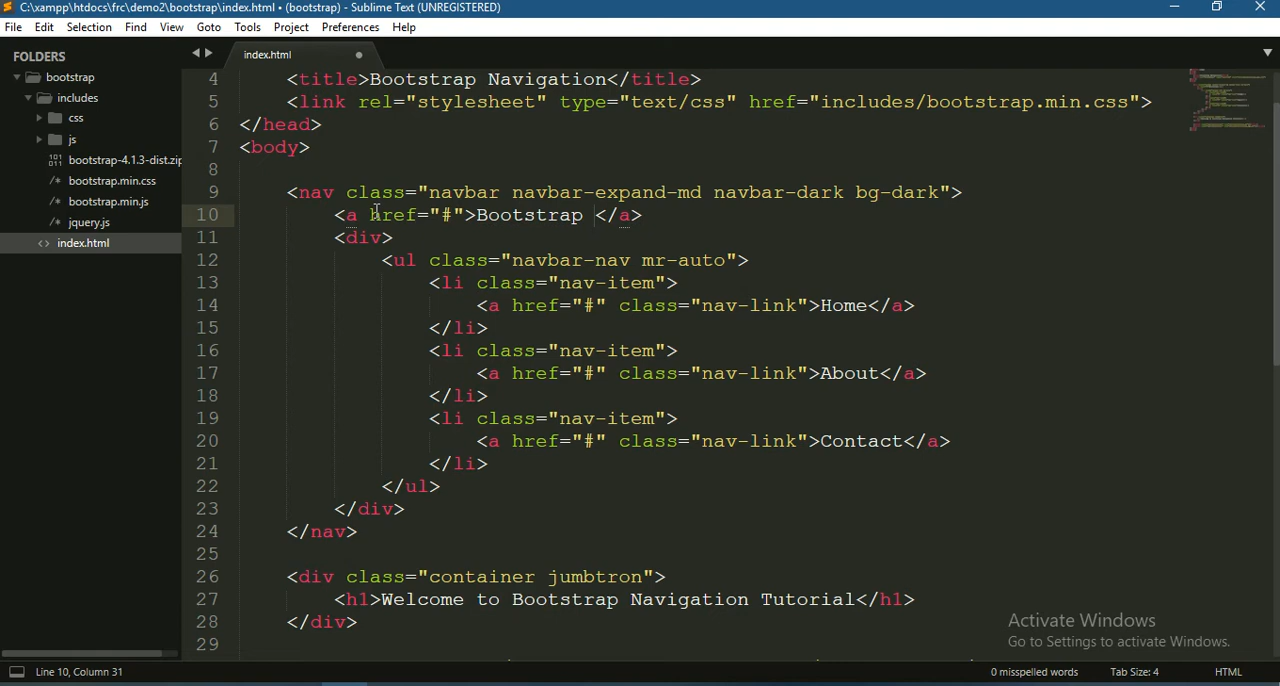 C:\xampp\htdocs\frc\demo2\bootstrap\index.html • (bootstrap) - Sublime Text (UNREGISTERED)
File Edit Selection Find View Goto Tools Project Preferences Help
FOLDERS
bootstrap
includes
css
js
bootstrap-4.1.3-dist.zip
bootstrap.min.css
bootstrap.min.js
jquery.js
index.html
index.html
4 <title>Bootstrap Navigation</title>
5 <link rel="stylesheet" type="text/css" href="includes/bootstrap.min.css">
6 </head>
7 <body>
8
9 <nav class="navbar navbar-expand-md navbar-dark bg-dark">
10 <a href="#">Bootstrap </a>
11 <div>
12 <ul class="navbar-nav mr-auto">
13 <li class="nav-item">
14 <a href="#" class="nav-link">Home</a>
15 </li>
16 <li class="nav-item">
17 <a href="#" class="nav-link">About</a>
18 </li>
19 <li class="nav-item">
20 <a href="#" class="nav-link">Contact</a>
21 </li>
22 </ul>
23 </div>
24 </nav>
25
26 <div class="container jumbtron">
27 <h1>Welcome to Bootstrap Navigation Tutorial</h1>
28 </div>
29
Activate Windows
Go to Settings to activate Windows.
Line 10, Column 31 0 misspelled words Tab Size: 4 HTML